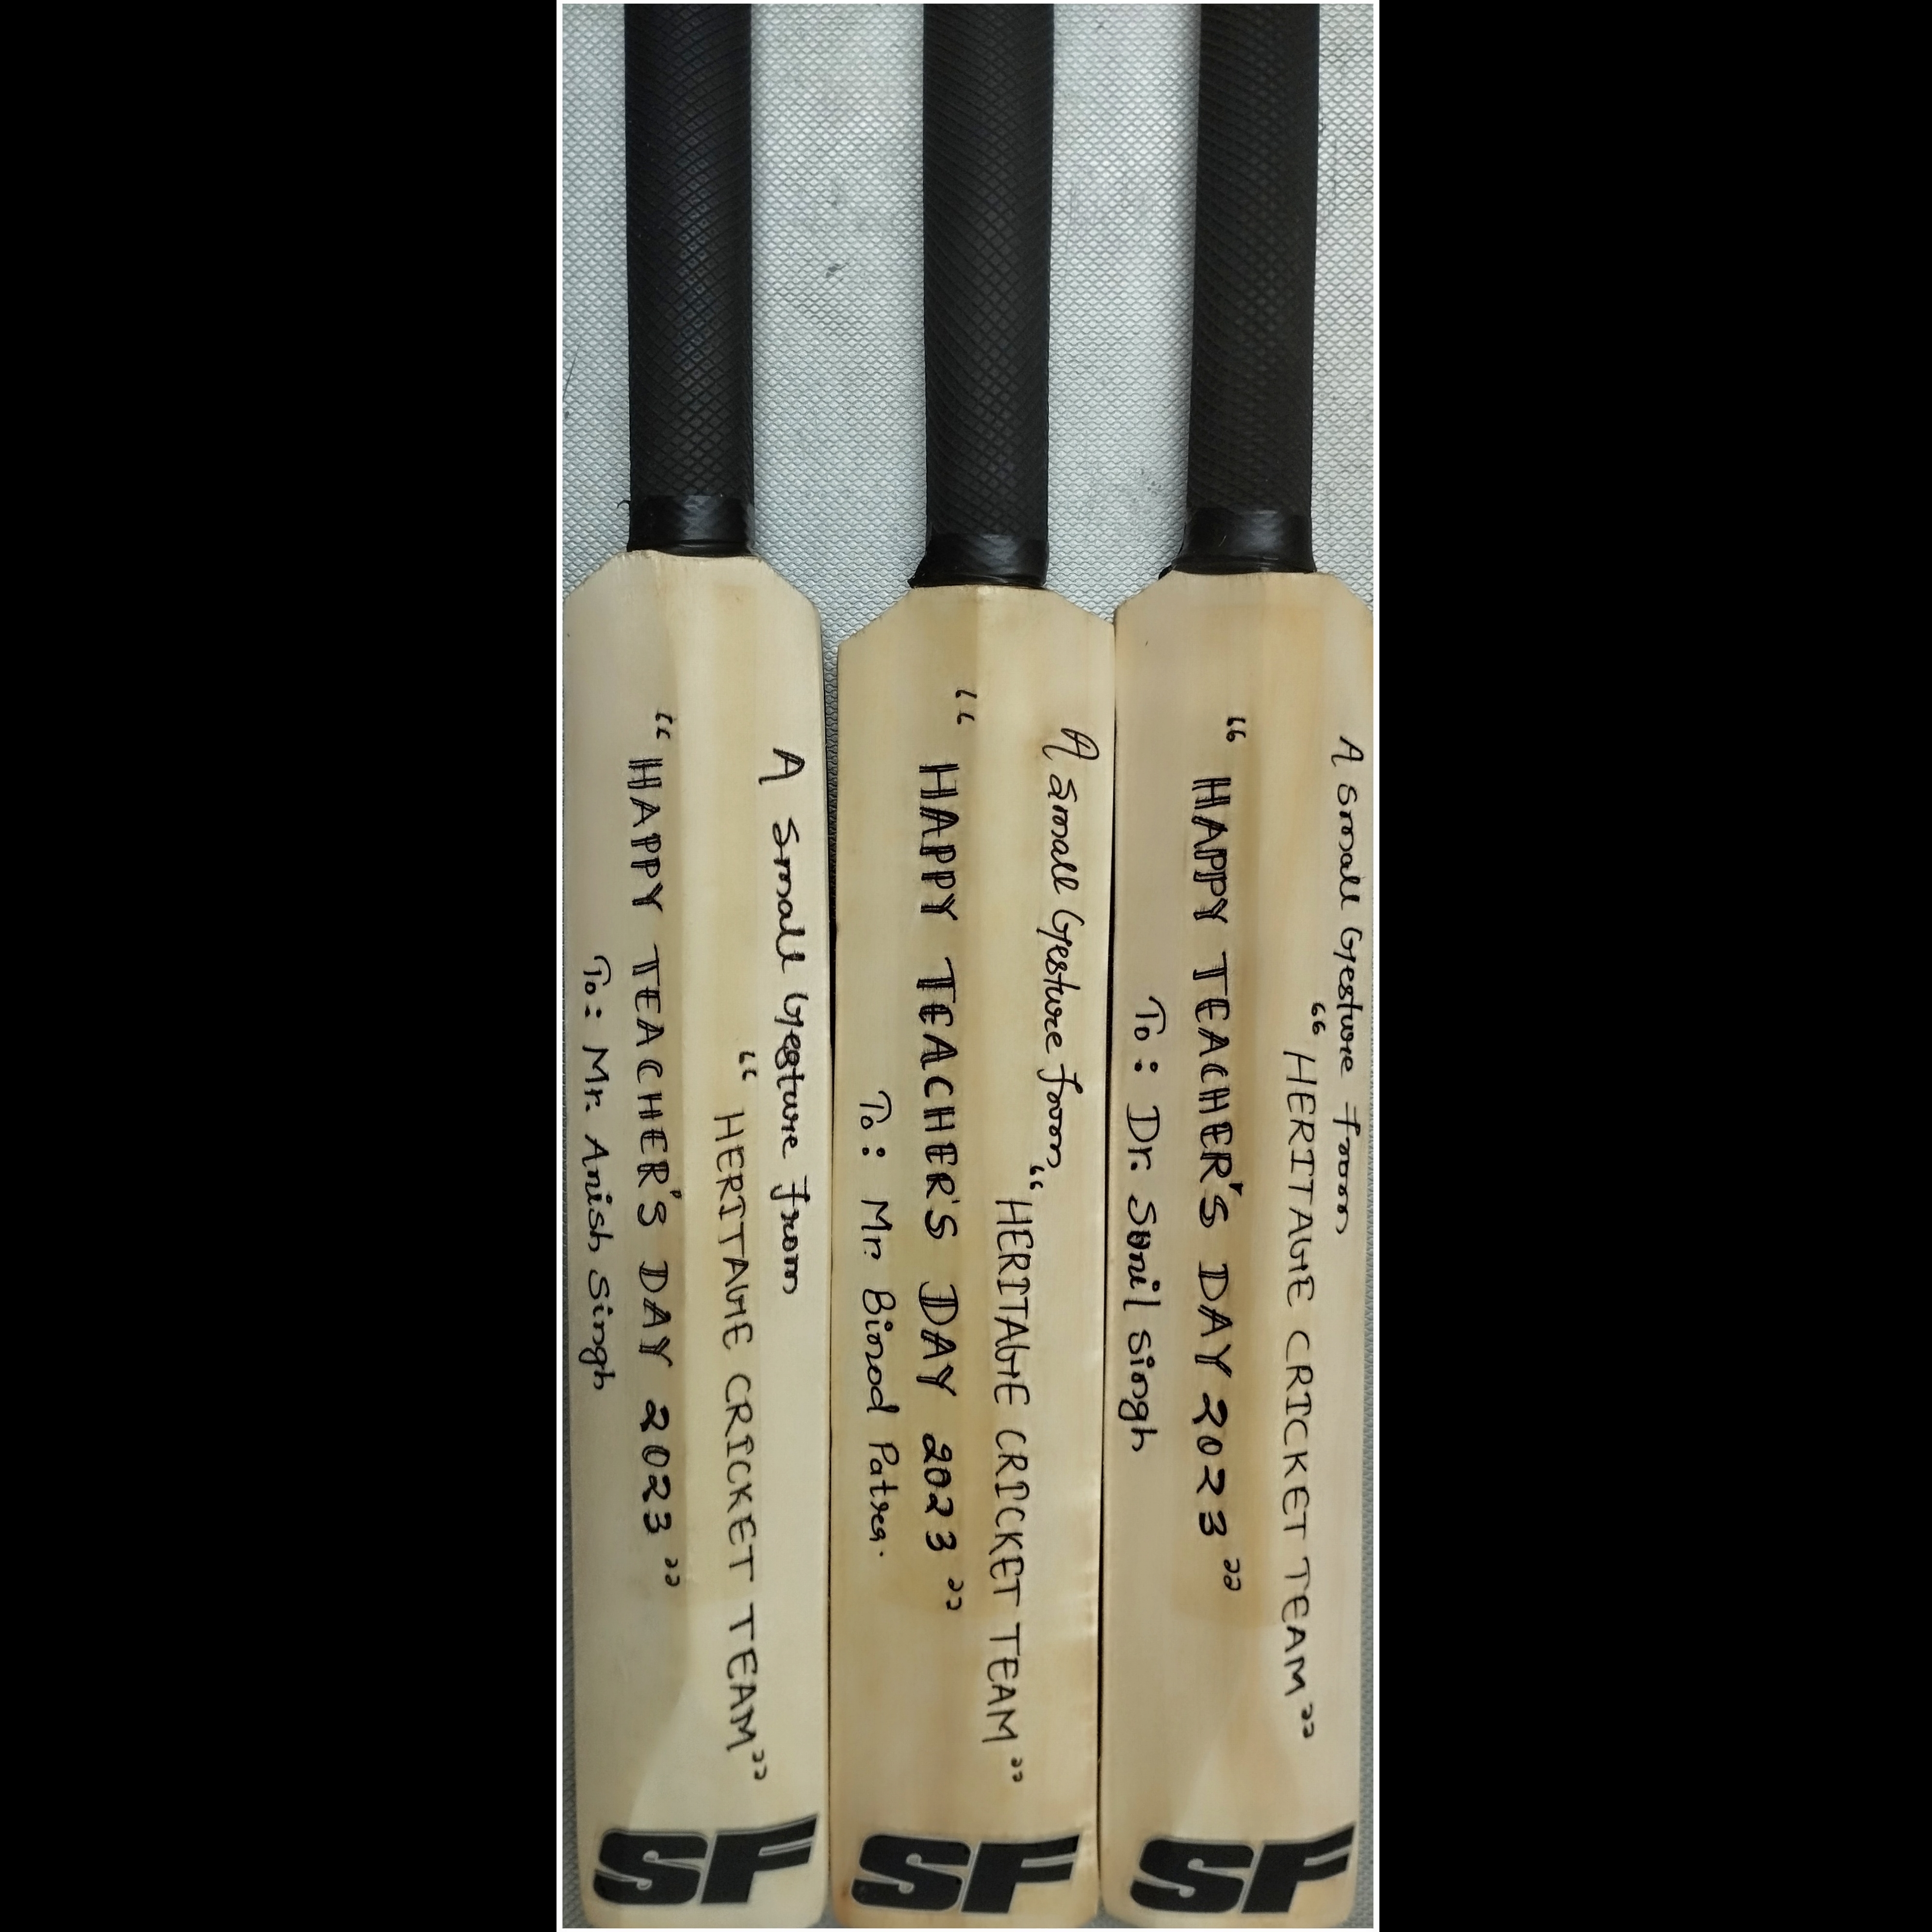 A Small Gesture from
"HERITAGE CRICKET TEAM"
"HAPPY TEACHER'S DAY 2023"
To: Mr. Anish Singh
SF
A Small Gesture from
"HERITAGE CRICKET TEAM"
"HAPPY TEACHER'S DAY 2023"
To: Mr. Binod Patra.
SF
A Small Gesture from
"HERITAGE CRICKET TEAM"
"HAPPY TEACHER'S DAY 2023"
To: Dr. Sunil Singh
SF